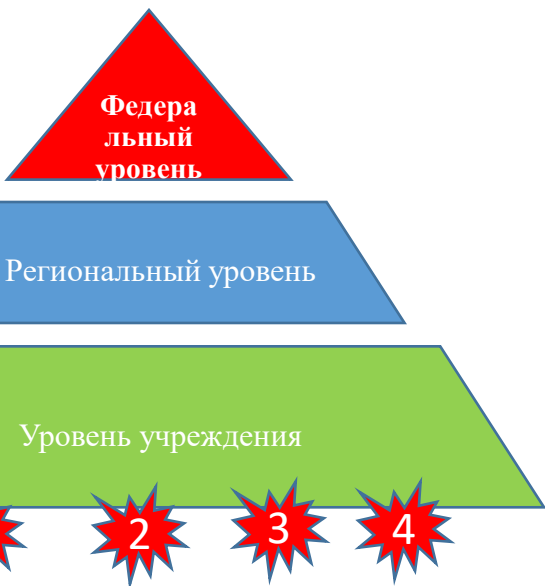 Федера
льный
уровень
Региональный уровень
Уровень учреждения
2 3 4